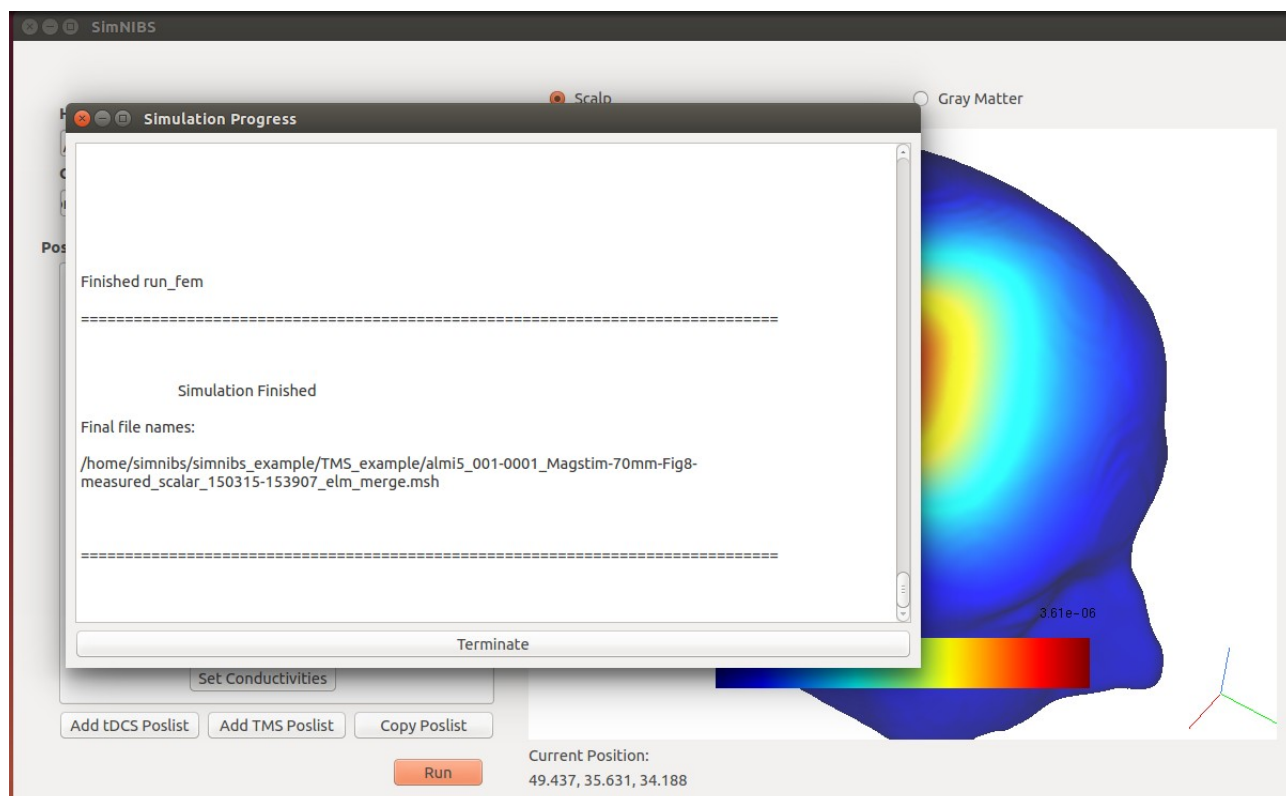 SimNIBS
Scalp
Gray Matter
Simulation Progress
Finished run_fem
================================================================================
Simulation Finished
Final file names:
/home/simnibs/simnibs_example/TMS_example/almi5_001-0001_Magstim-70mm-Fig8-
measured_scalar_150315-153907_elm_merge.msh
================================================================================
Terminate
Pos
3.61e-06
Set Conductivities
Add tDCS Poslist
Add TMS Poslist
Copy Poslist
Run
Current Position:
49.437, 35.631, 34.188